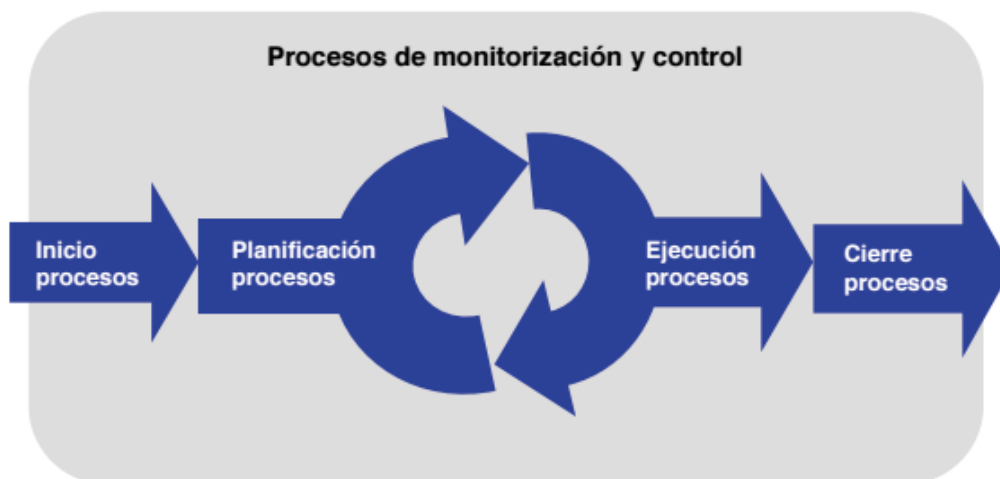 Procesos de monitorización y control
Inicio
procesos
Planificación
procesos
Ejecución
procesos
Cierre
procesos